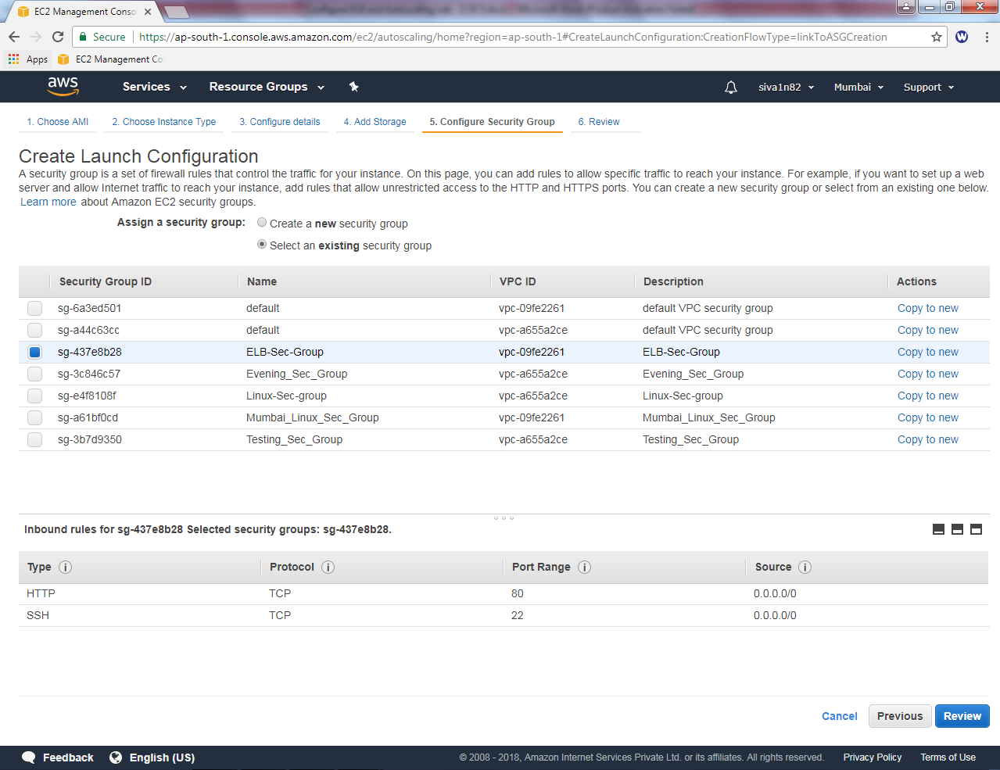 EC2 Management Conso
Secure https://ap-south-1.console.aws.amazon.com/ec2/autoscaling/home?region=ap-south-1#CreateLaunchConfiguration:CreationFlowType=linkToASGCreation
W
Apps EC2 Management Co
aws Services Resource Groups siva1n82 Mumbai Support
1. Choose AMI 2. Choose Instance Type 3. Configure details 4. Add Storage 5. Configure Security Group 6. Review
Create Launch Configuration
A security group is a set of firewall rules that control the traffic for your instance. On this page, you can add rules to allow specific traffic to reach your instance. For example, if you want to set up a web
server and allow Internet traffic to reach your instance, add rules that allow unrestricted access to the HTTP and HTTPS ports. You can create a new security group or select from an existing one below.
Learn more about Amazon EC2 security groups.
Assign a security group: Create a new security group
Select an existing security group
Security Group ID Name VPC ID Description Actions
sg-6a3ed501 default vpc-09fe2261 default VPC security group Copy to new
sg-a44c63cc default vpc-a655a2ce default VPC security group Copy to new
sg-437e8b28 ELB-Sec-Group vpc-09fe2261 ELB-Sec-Group Copy to new
sg-3c846c57 Evening_Sec_Group vpc-a655a2ce Evening_Sec_Group Copy to new
sg-e4f8108f Linux-Sec-group vpc-a655a2ce Linux-Sec-group Copy to new
sg-a61bf0cd Mumbai_Linux_Sec_Group vpc-09fe2261 Mumbai_Linux_Sec_Group Copy to new
sg-3b7d9350 Testing_Sec_Group vpc-a655a2ce Testing_Sec_Group Copy to new
Inbound rules for sg-437e8b28 Selected security groups: sg-437e8b28.
Type i Protocol i Port Range i Source i
HTTP TCP 80 0.0.0.0/0
SSH TCP 22 0.0.0.0/0
Cancel Previous Review
Feedback English (US) © 2008 - 2018, Amazon Internet Services Private Ltd. or its affiliates. All rights reserved. Privacy Policy Terms of Use